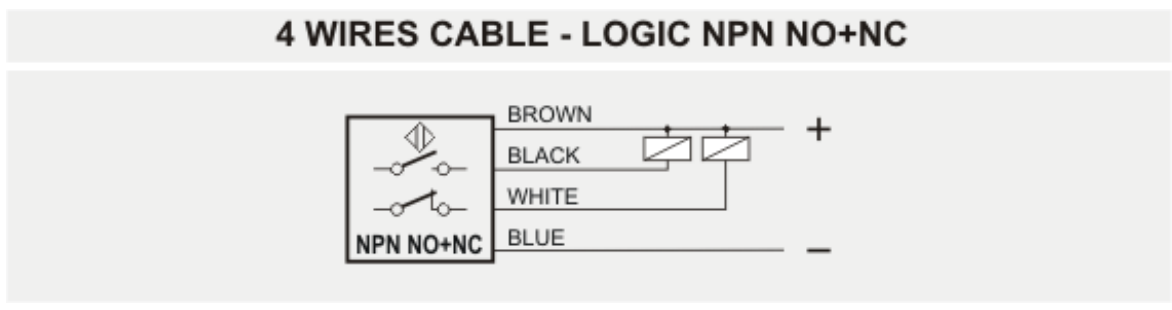 4 WIRES CABLE - LOGIC NPN NO+NC
BROWN
+
BLACK
WHITE
BLUE
NPN NO+NC
−